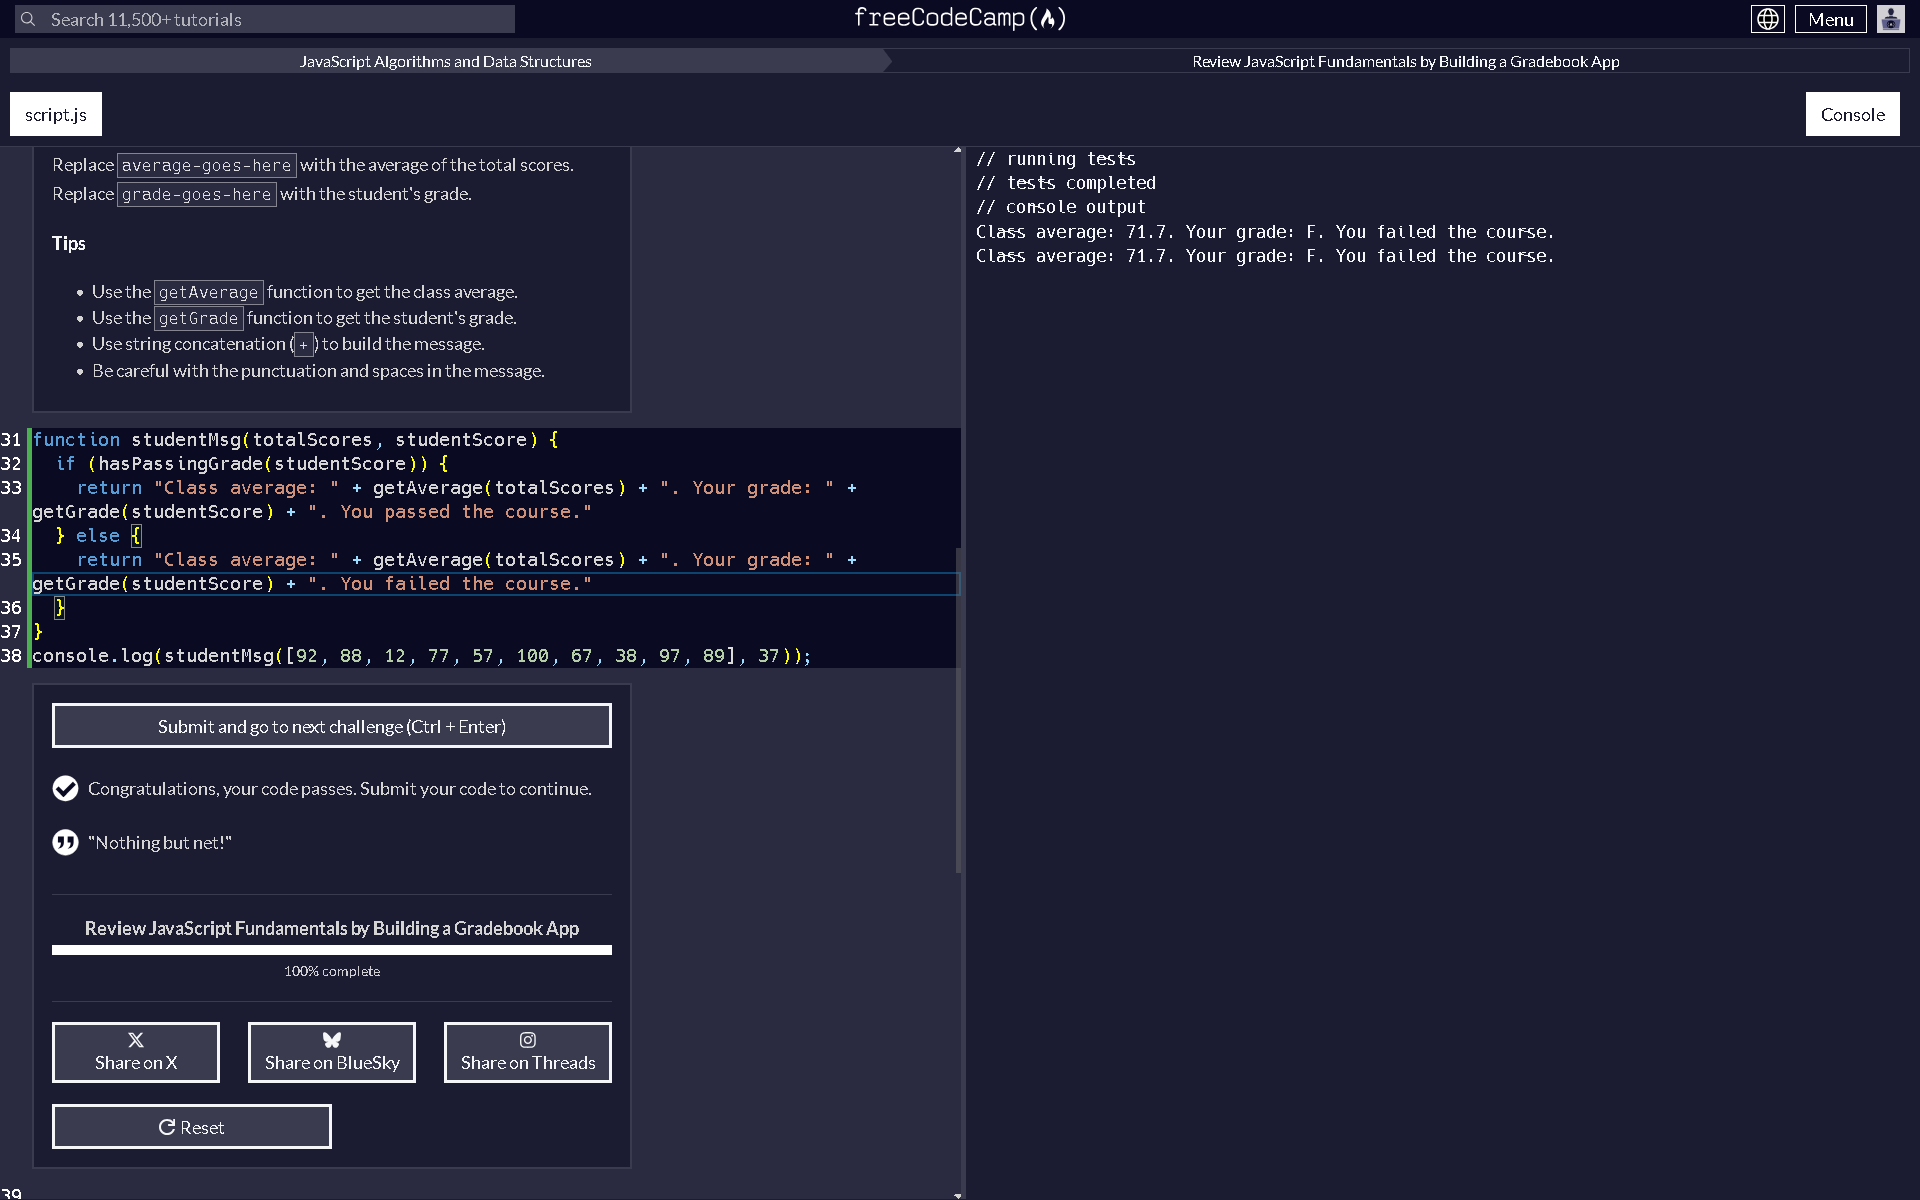 Search 11,500+ tutorials
freeCodeCamp
Menu
JavaScript Algorithms and Data Structures
Review JavaScript Fundamentals by Building a Gradebook App
script.js
Console
Replace average-goes-here with the average of the total scores.
Replace grade-goes-here with the student's grade.
Tips
• Use the getAverage function to get the class average.
• Use the getGrade function to get the student's grade.
• Use string concatenation (+) to build the message.
• Be careful with the punctuation and spaces in the message.
31 function studentMsg(totalScores, studentScore) {
32   if (hasPassingGrade(studentScore)) {
33     return "Class average: " + getAverage(totalScores) + ". Your grade: " +
getGrade(studentScore) + ". You passed the course."
34   } else {
35     return "Class average: " + getAverage(totalScores) + ". Your grade: " +
getGrade(studentScore) + ". You failed the course."
36   }
37 }
38 console.log(studentMsg([92, 88, 12, 77, 57, 100, 67, 38, 97, 89], 37));
Submit and go to next challenge (Ctrl + Enter)
Congratulations, your code passes. Submit your code to continue.
"Nothing but net!"
Review JavaScript Fundamentals by Building a Gradebook App
100% complete
Share on X
Share on BlueSky
Share on Threads
Reset
39
// running tests
// tests completed
// console output
Class average: 71.7. Your grade: F. You failed the course.
Class average: 71.7. Your grade: F. You failed the course.